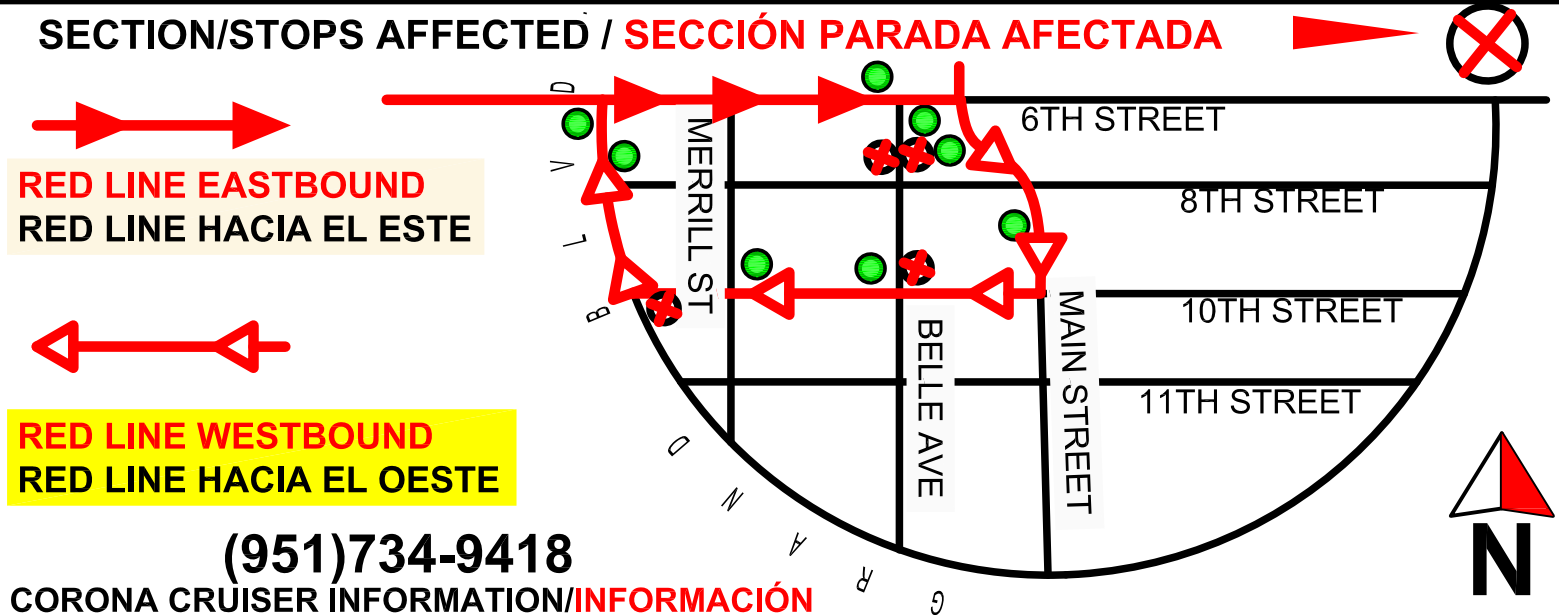 SECTION/STOPS AFFECTED / SECCIÓN PARADA AFECTADA
RED LINE EASTBOUND
RED LINE HACIA EL ESTE
RED LINE WESTBOUND
RED LINE HACIA EL OESTE
6TH STREET
8TH STREET
10TH STREET
11TH STREET
MERRILL ST
BELLE AVE
MAIN STREET
GRAND BLVD
N
(951)734-9418
CORONA CRUISER INFORMATION/INFORMACIÓN